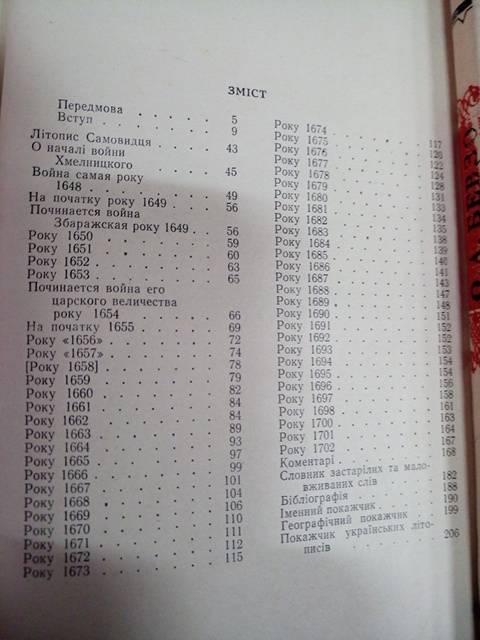 ЗМІСТ
Передмова . . . . . 5
Вступ . . . . . . 9
Літопис Самовидця . . 43
О началі войни
Хмелницкого . . . 45
Война самая року
1648 . . . . . . 49
На початку року 1649 . 56
Починается война
Збаражская року 1649 . 56
Року 1650 . . . . . 59
Року 1651 . . . . . 60
Року 1652 . . . . . 63
Року 1653 . . . . . 65
Починается война его
царского величества
року 1654 . . . . 66
На початку 1655 . . . 69
Року «1656» . . . . 72
Року «1657» . . . . 74
[Року 1658] . . . . 78
Року 1659 . . . . . 79
Року 1660 . . . . . 82
Року 1661 . . . . . 84
Року 1662 . . . . . 84
Року 1663 . . . . . 89
Року 1664 . . . . . 93
Року 1665 . . . . . 97
Року 1666 . . . . . 99
Року 1667 . . . . . 101
Року 1668 . . . . . 104
Року 1669 . . . . . 106
Року 1670 . . . . . 110
Року 1671 . . . . . 111
Року 1672 . . . . . 112
Року 1673 . . . . . 115
Року 1674 . . . . . 117
Року 1675 . . . . . 120
Року 1676 . . . . . 122
Року 1677 . . . . . 124
Року 1678 . . . . . 128
Року 1679 . . . . . 131
Року 1680 . . . . . 133
Року 1681 . . . . . 134
Року 1682 . . . . . 135
Року 1683 . . . . . 138
Року 1684 . . . . . 139
Року 1685 . . . . . 140
Року 1686 . . . . . 141
Року 1687 . . . . . 143
Року 1688 . . . . . 147
Року 1689 . . . . . 148
Року 1690 . . . . . 151
Року 1691 . . . . . 152
Року 1692 . . . . . 152
Року 1693 . . . . . 153
Року 1694 . . . . . 154
Року 1695 . . . . . 154
Року 1696 . . . . . 156
Року 1697 . . . . . 158
Року 1698 . . . . . 161
Року 1700 . . . . . 163
Року 1701 . . . . . 164
Року 1702 . . . . . 167
Коментарі . . . . . 168
Словник застарілих та мало-
вживаних слів . . . 182
Бібліографія . . . . 188
Іменний покажчик . . . 190
Географічний покажчик . 199
Покажчик українських літо-
писів . . . . . 206
БЕВЗО